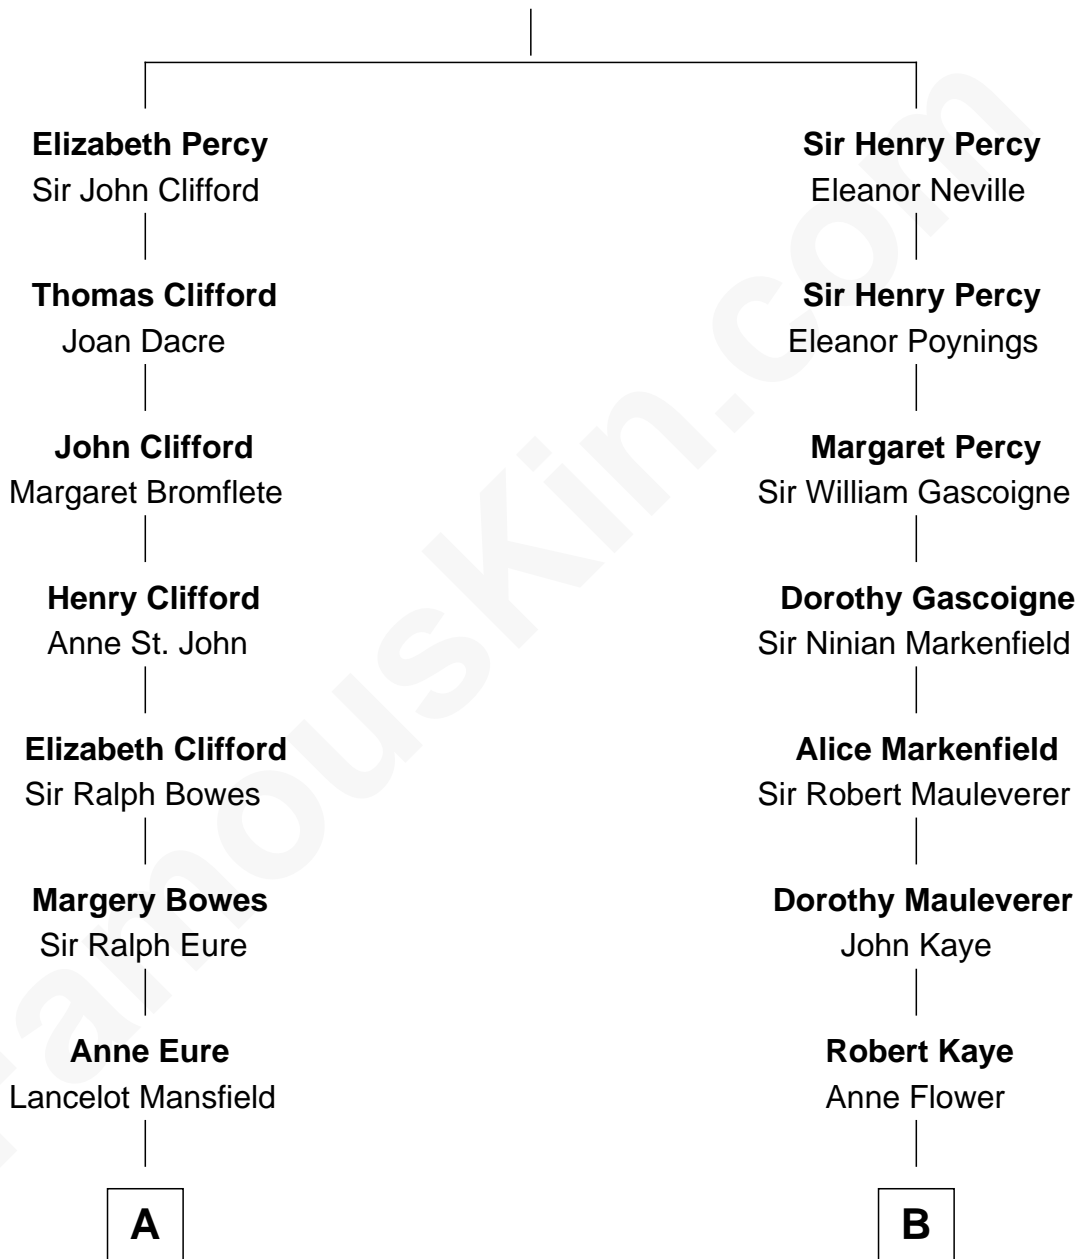 Elizabeth Percy
Sir John Clifford
Thomas Clifford
Joan Dacre
John Clifford
Margaret Bromflete
Henry Clifford
Anne St. John
Elizabeth Clifford
Sir Ralph Bowes
Margery Bowes
Sir Ralph Eure
Anne Eure
Lancelot Mansfield
A
Sir Henry Percy
Eleanor Neville
Sir Henry Percy
Eleanor Poynings
Margaret Percy
Sir William Gascoigne
Dorothy Gascoigne
Sir Ninian Markenfield
Alice Markenfield
Sir Robert Mauleverer
Dorothy Mauleverer
John Kaye
Robert Kaye
Anne Flower
B
FamousKin.com